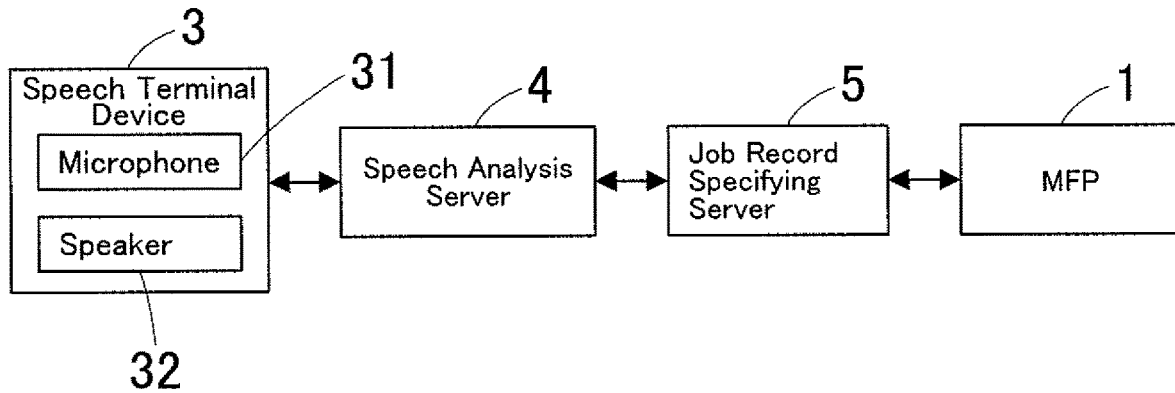 3
Speech Terminal
Device
31
Microphone
Speaker
32
4
Speech Analysis
Server
5
Job Record
Specifying
Server
1
MFP